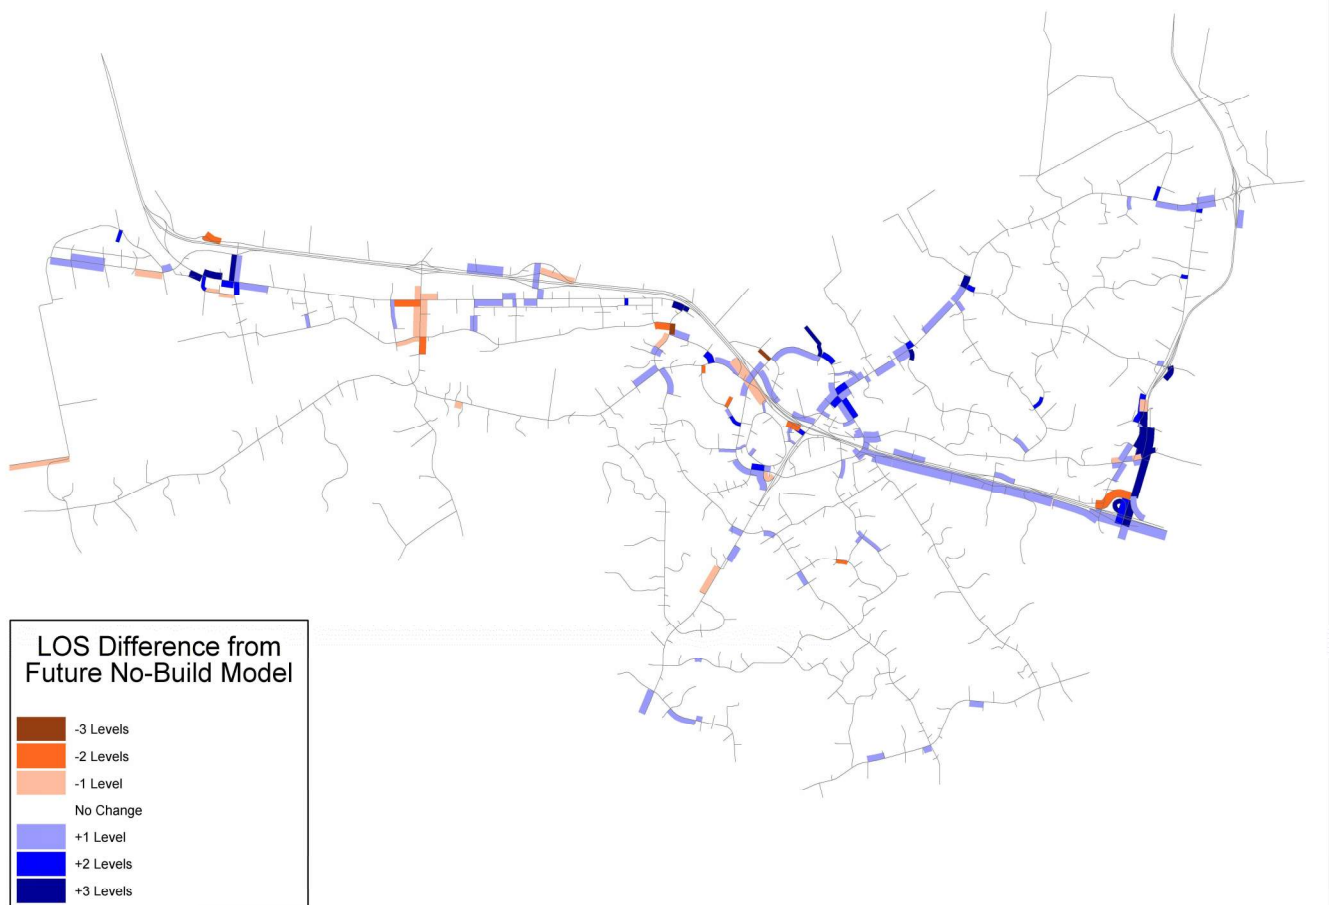 LOS Difference from
Future No-Build Model
-3 Levels
-2 Levels
-1 Level
No Change
+1 Level
+2 Levels
+3 Levels